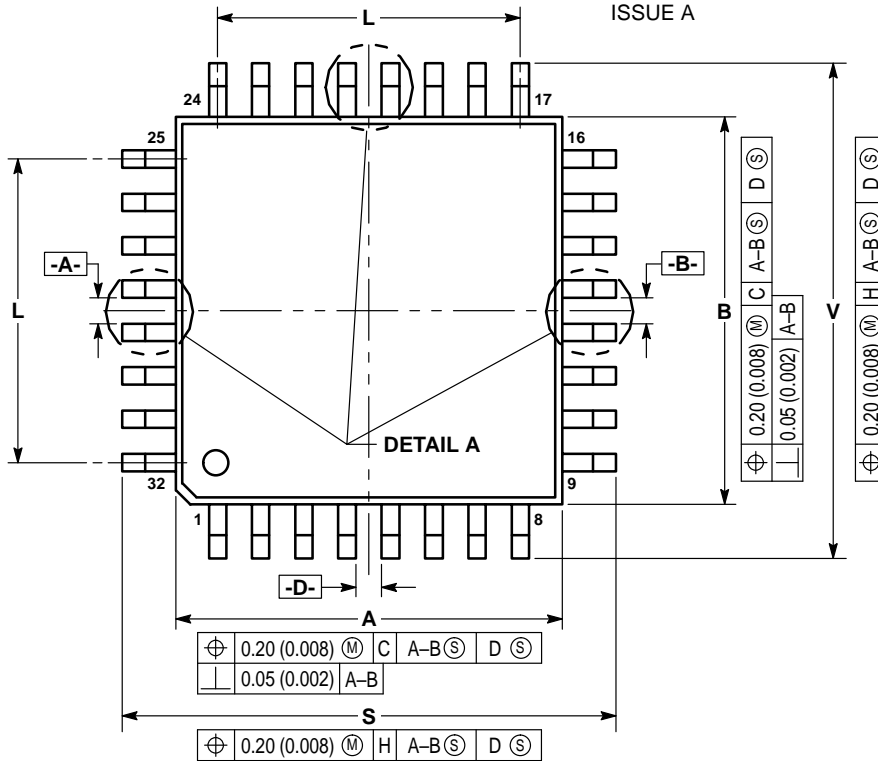 ISSUE A
L
24
17
25
16
-A-
-B-
L
B
V
⌖ 0.20 (0.008) Ⓜ C A–B Ⓢ D Ⓢ
⊥ 0.05 (0.002) A–B
⌖ 0.20 (0.008) Ⓜ H A–B Ⓢ D Ⓢ
DETAIL A
32
9
1
8
-D-
A
⌖ 0.20 (0.008) Ⓜ C A–B Ⓢ D Ⓢ
⊥ 0.05 (0.002) A–B
S
⌖ 0.20 (0.008) Ⓜ H A–B Ⓢ D Ⓢ